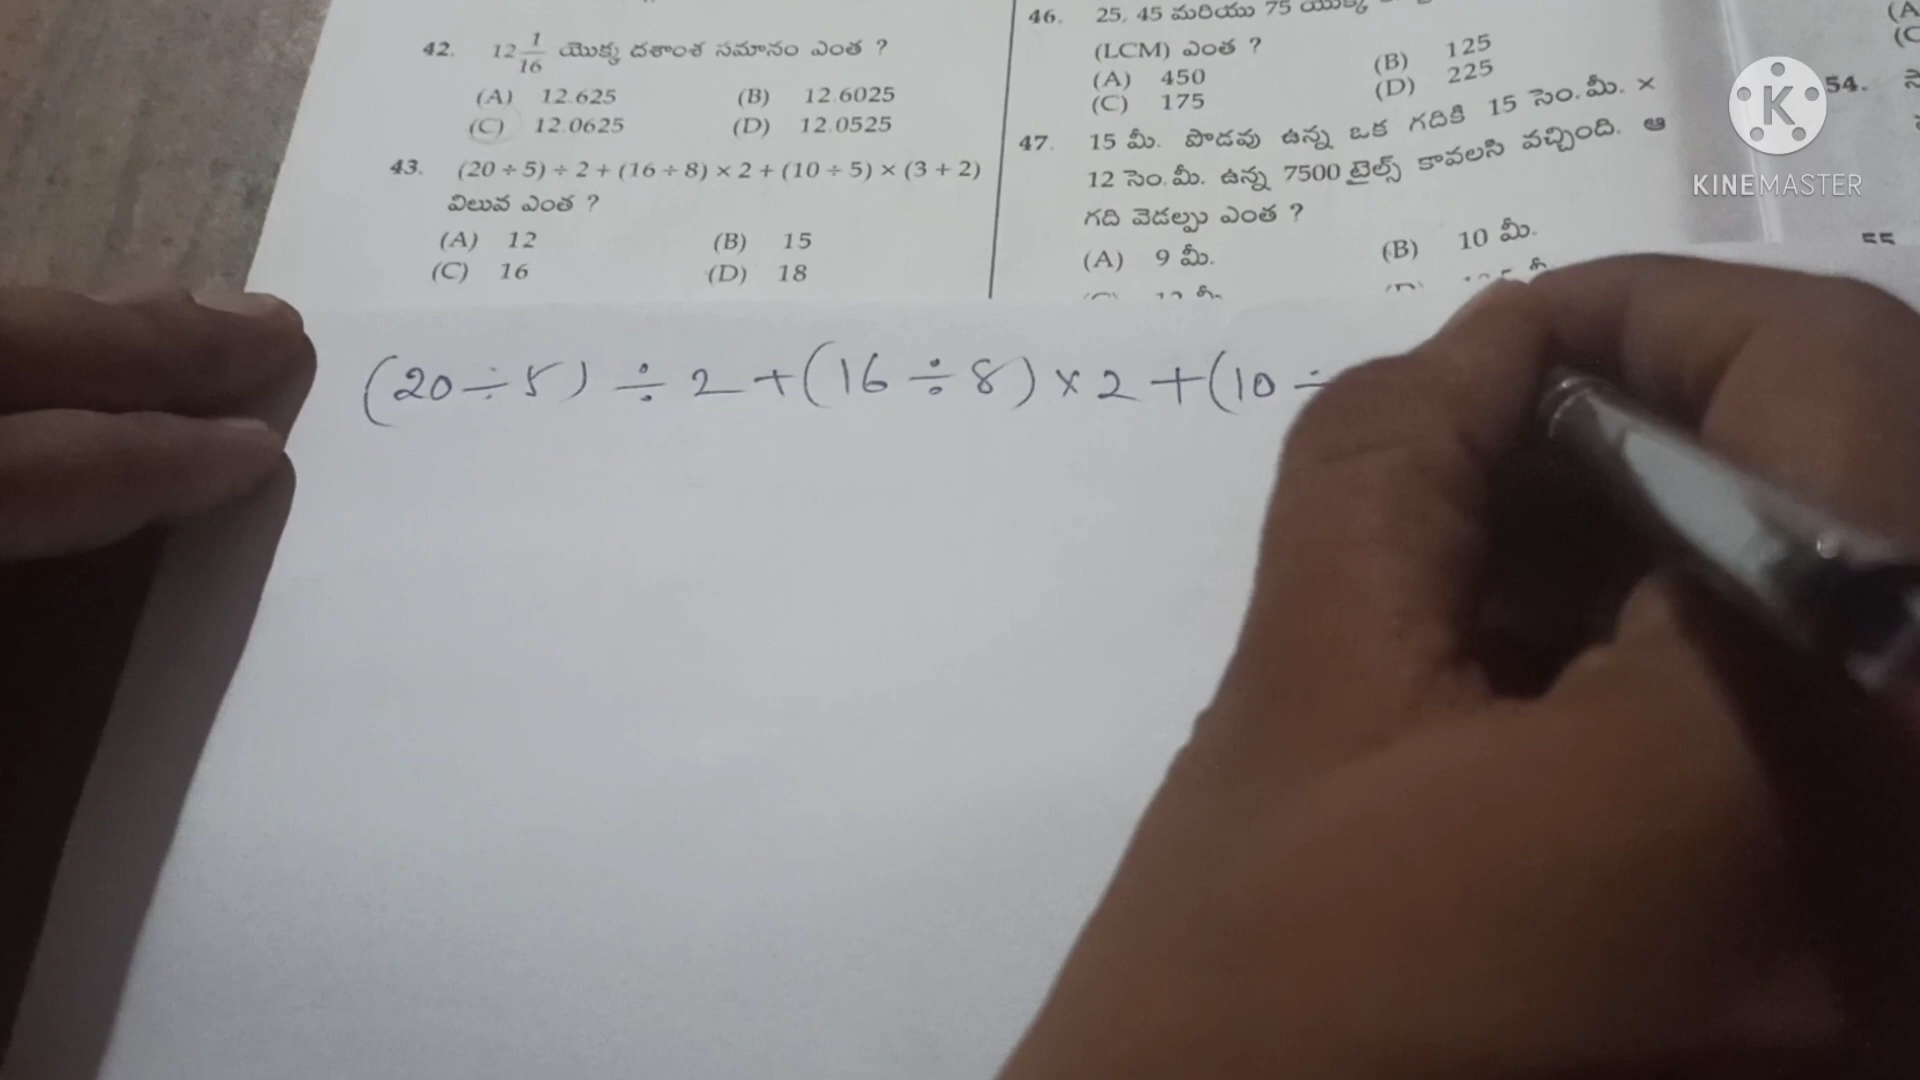 42. 12 1/16 యొక్క దశాంశ సమానం ఎంత ?
(A) 12.625 (B) 12.6025
(C) 12.0625 (D) 12.0525
43. (20 ÷ 5) ÷ 2 + (16 ÷ 8) × 2 + (10 ÷ 5) × (3 + 2)
విలువ ఎంత ?
(A) 12 (B) 15
(C) 16 (D) 18
46. 25, 45 మరియు 75 యొక్క
(LCM) ఎంత ?
(A) 450 (B) 125
(C) 175 (D) 225
47. 15 మీ. పొడవు ఉన్న ఒక గదికి 15 సెం.మీ. ×
12 సెం.మీ. ఉన్న 7500 టైల్స్ కావలసి వచ్చింది. ఆ
గది వెడల్పు ఎంత ?
(A) 9 మీ. (B) 10 మీ.
54.
55
K
KINEMASTER
(20 ÷ 5) ÷ 2 + (16 ÷ 8) × 2 + (10 ÷